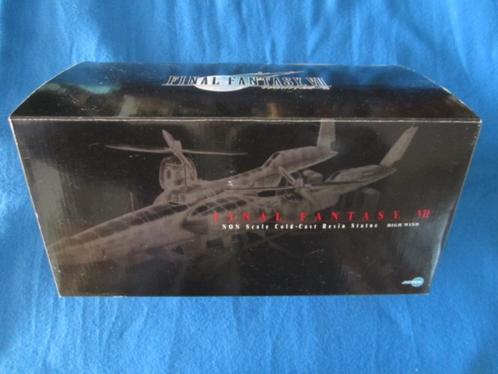 FINAL FANTASY VII
FINAL FANTASY VII
NON Scale Cold-Cast Resin Statue HIGH WIND